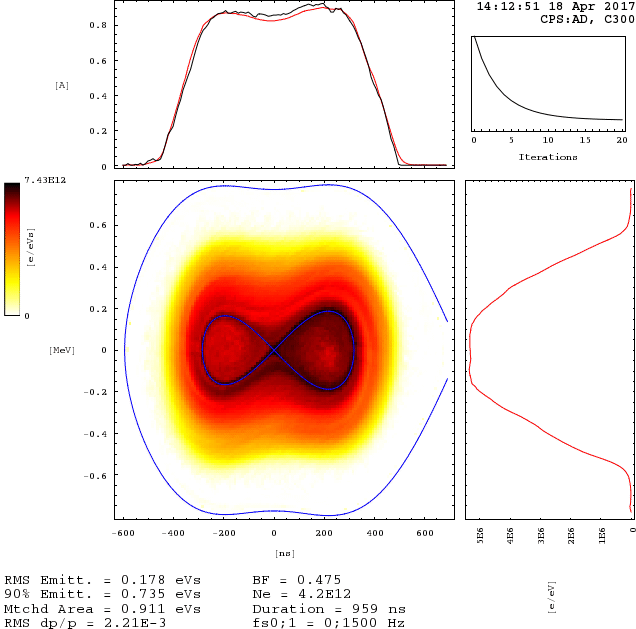 14:12:51 18 Apr 2017
CPS:AD, C300
0.8
[A]
0.6
0.4
0.2
0
0 5 10 15 20
Iterations
7.43E12
[e/eVs]
0
0.6
0.4
0.2
[MeV] 0
-0.2
-0.4
-0.6
-600 -400 -200 0 200 400 600
[ns]
5E6 4E6 3E6 2E6 1E6 0
[e/eV]
RMS Emitt. = 0.178 eVs BF = 0.475
90% Emitt. = 0.735 eVs Ne = 4.2E12
Mtchd Area = 0.911 eVs Duration = 959 ns
RMS dp/p = 2.21E-3 fs0;1 = 0;1500 Hz